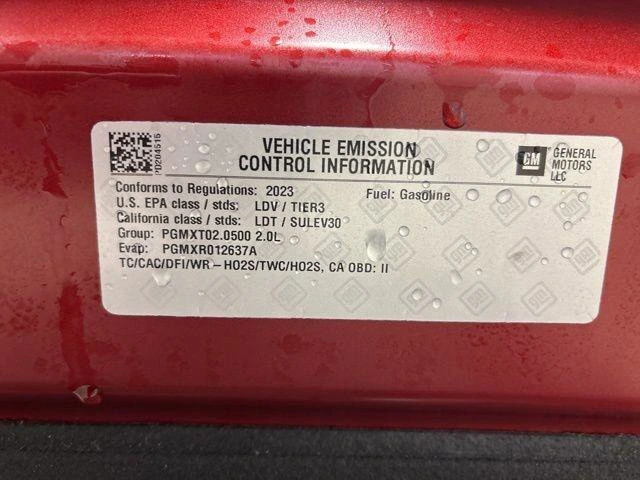 VEHICLE EMISSION
CONTROL INFORMATION
GM
GENERAL
MOTORS
LLC
PD204515
Conforms to Regulations: 2023 Fuel: Gasoline
U.S. EPA class / stds: LDV / TIER3
California class / stds: LDT / SULEV30
Group: PGMXT02.0500 2.0L
Evap: PGMXR012637A
TC/CAC/DFI/WR – HO2S/TWC/HO2S, CA OBD: II